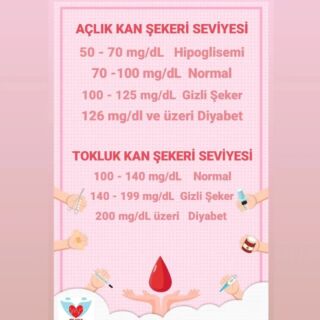 AÇLIK KAN ŞEKERİ SEVİYESİ
50 - 70 mg/dL Hipoglisemi
70 -100 mg/dL Normal
100 - 125 mg/dL Gizli Şeker
126 mg/dl ve üzeri Diyabet
TOKLUK KAN ŞEKERİ SEVİYESİ
100 - 140 mg/dL Normal
140 - 199 mg/dL Gizli Şeker
200 mg/dL üzeri Diyabet